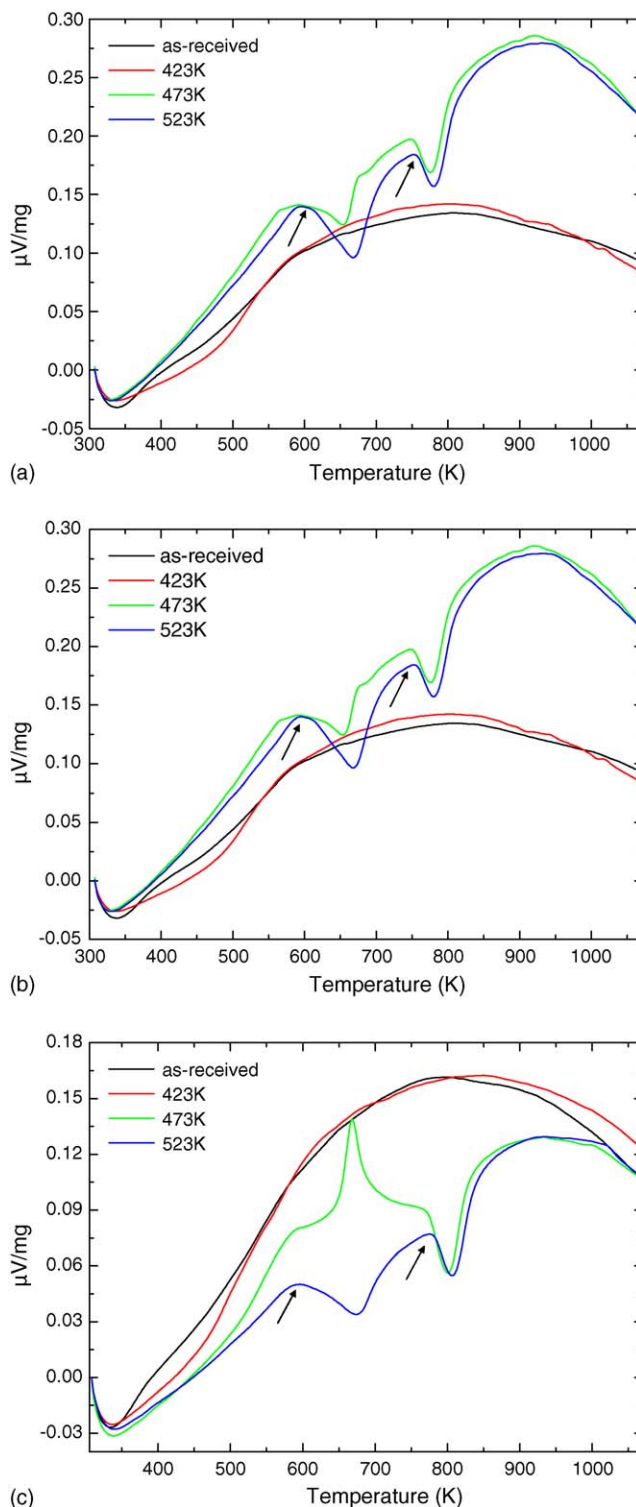 0.30
0.25
0.20
0.15
0.10
0.05
0.00
-0.05
µV/mg
as-received
423K
473K
523K
300 400 500 600 700 800 900 1000
Temperature (K)
(a)
0.30
0.25
0.20
0.15
0.10
0.05
0.00
-0.05
µV/mg
as-received
423K
473K
523K
300 400 500 600 700 800 900 1000
Temperature (K)
(b)
0.18
0.15
0.12
0.09
0.06
0.03
0.00
-0.03
µV/mg
as-received
423K
473K
523K
400 500 600 700 800 900 1000
Temperature (K)
(c)